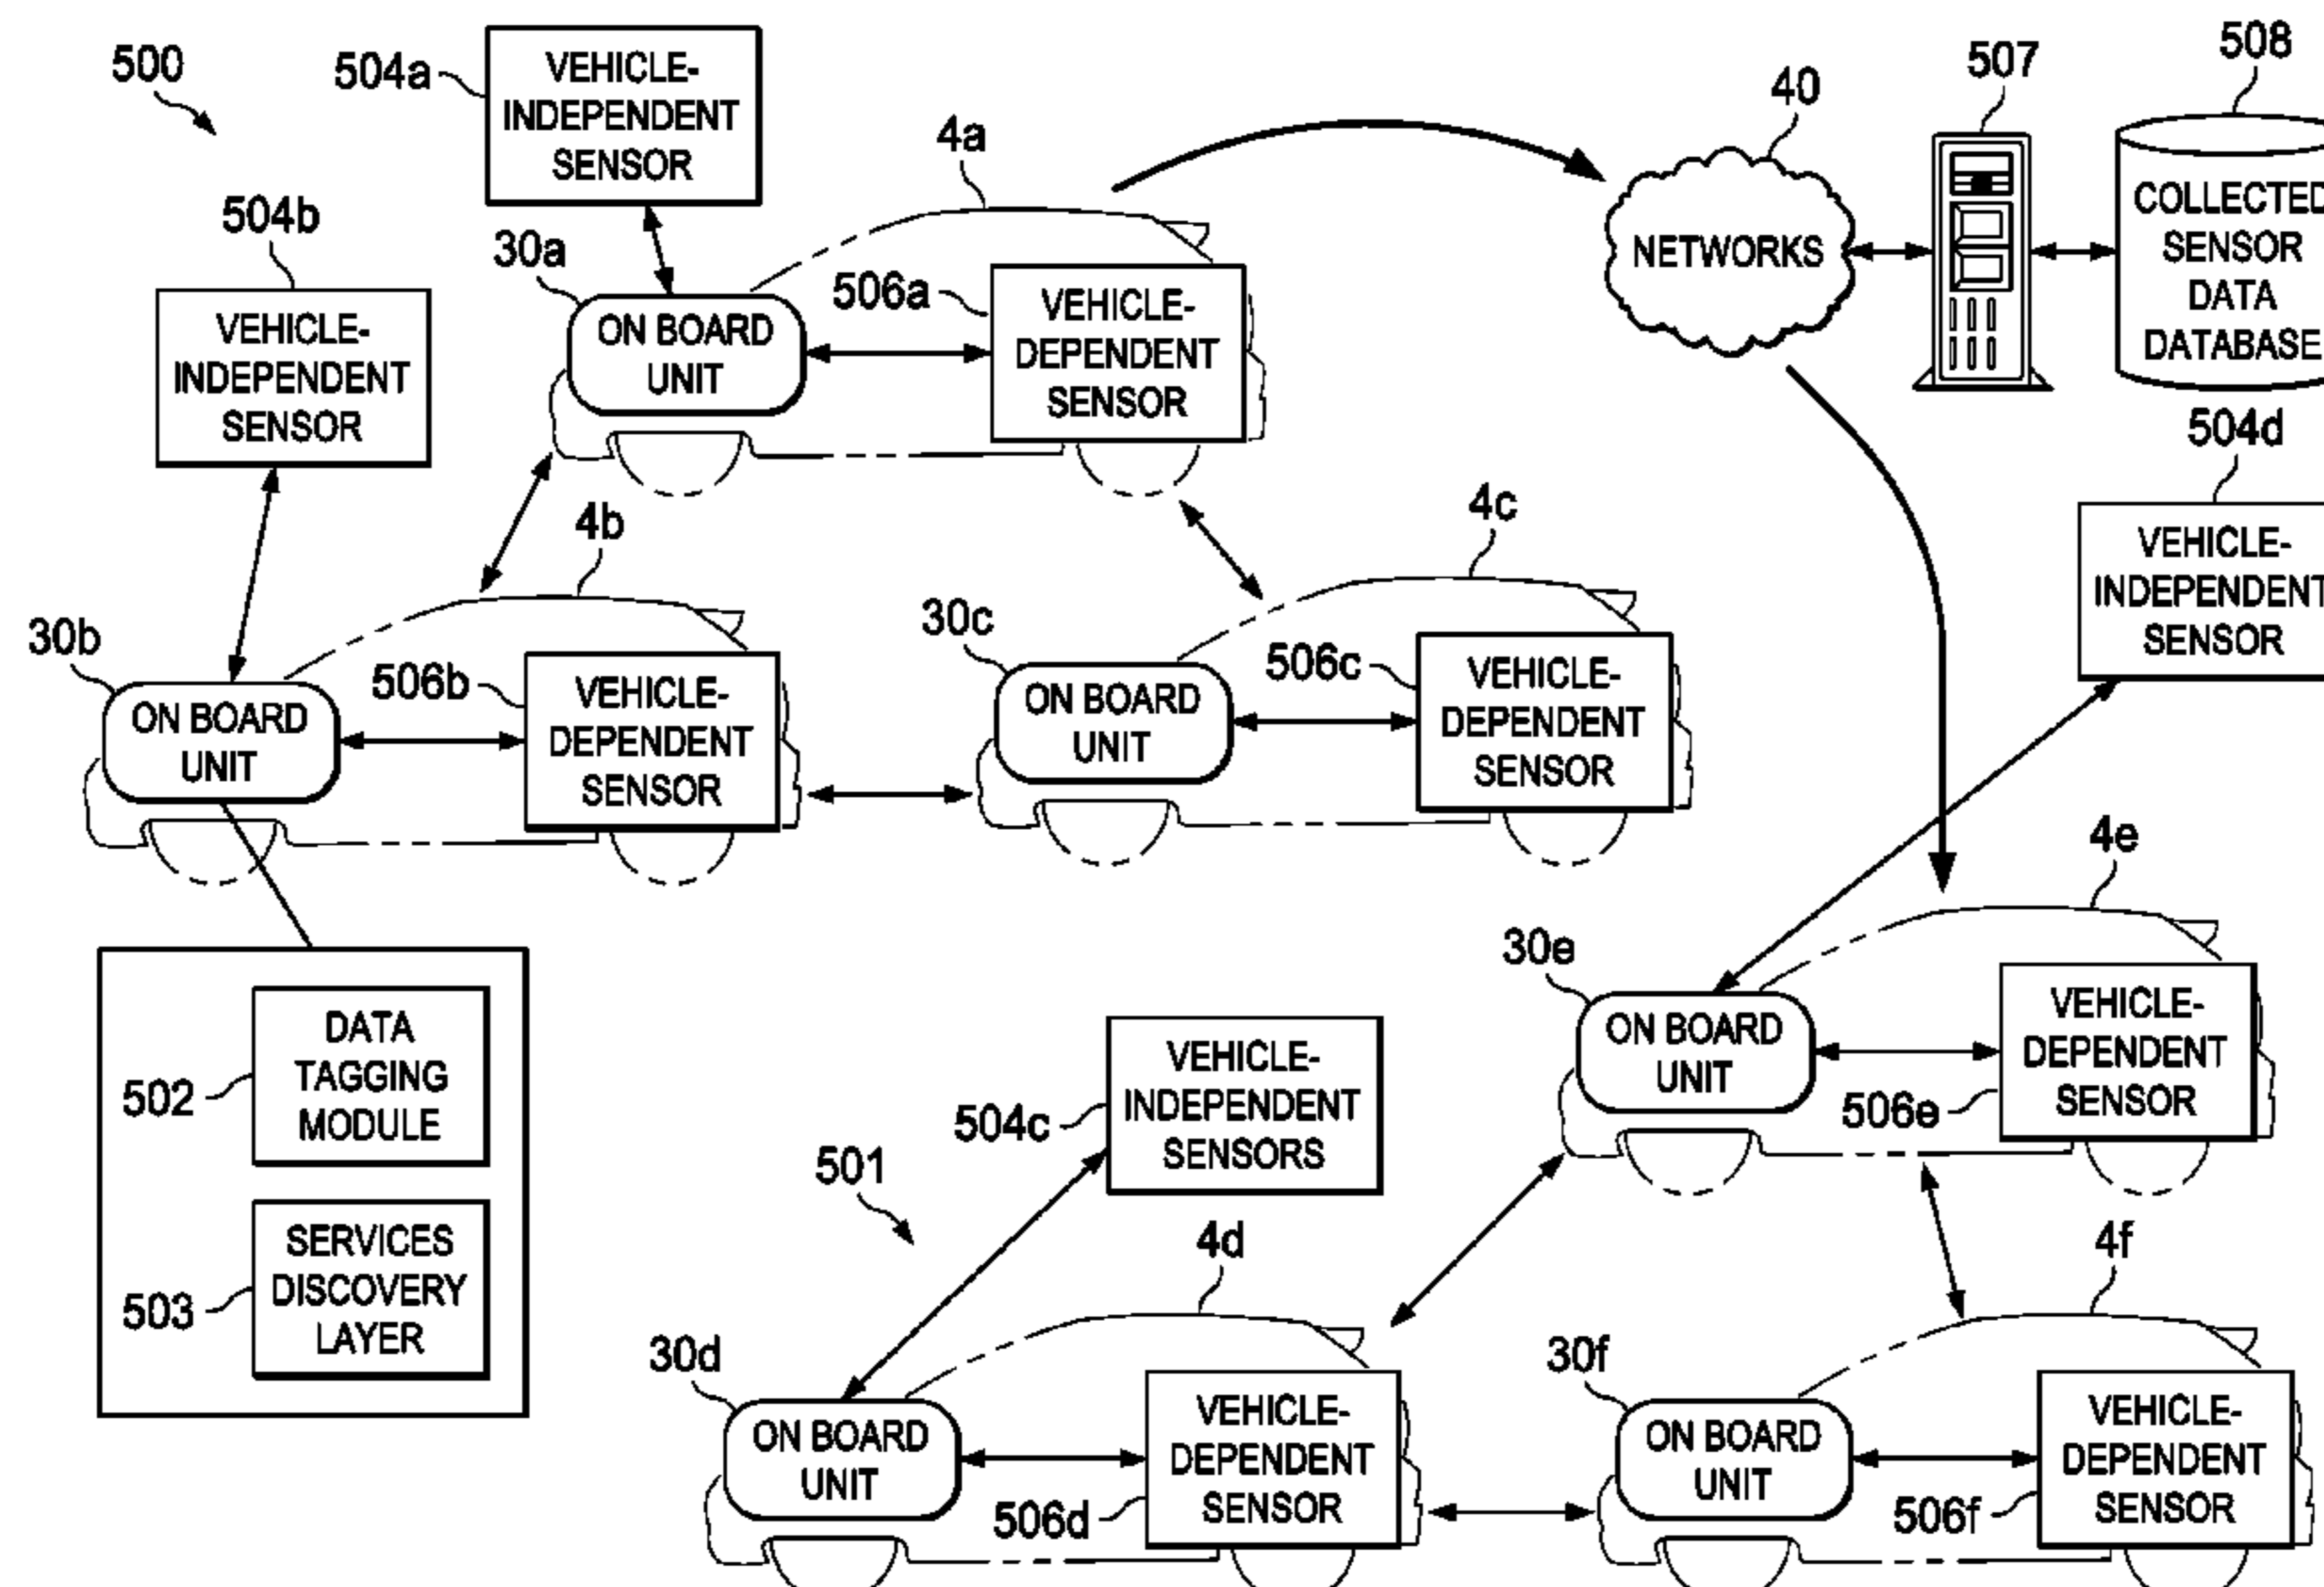 500
504a
VEHICLE-
INDEPENDENT
SENSOR
4a
40
507
508
504b
30a
506a
NETWORKS
COLLECTED
SENSOR
DATA
DATABASE
VEHICLE-
INDEPENDENT
SENSOR
ON BOARD
UNIT
VEHICLE-
DEPENDENT
SENSOR
504d
4b
4c
VEHICLE-
INDEPENDENT
SENSOR
30b
506b
30c
506c
ON BOARD
UNIT
VEHICLE-
DEPENDENT
SENSOR
ON BOARD
UNIT
VEHICLE-
DEPENDENT
SENSOR
4e
30e
ON BOARD
UNIT
VEHICLE-
DEPENDENT
SENSOR
506e
502
DATA
TAGGING
MODULE
503
SERVICES
DISCOVERY
LAYER
504c
VEHICLE-
INDEPENDENT
SENSORS
501
4d
4f
30d
ON BOARD
UNIT
506d
VEHICLE-
DEPENDENT
SENSOR
30f
ON BOARD
UNIT
506f
VEHICLE-
DEPENDENT
SENSOR